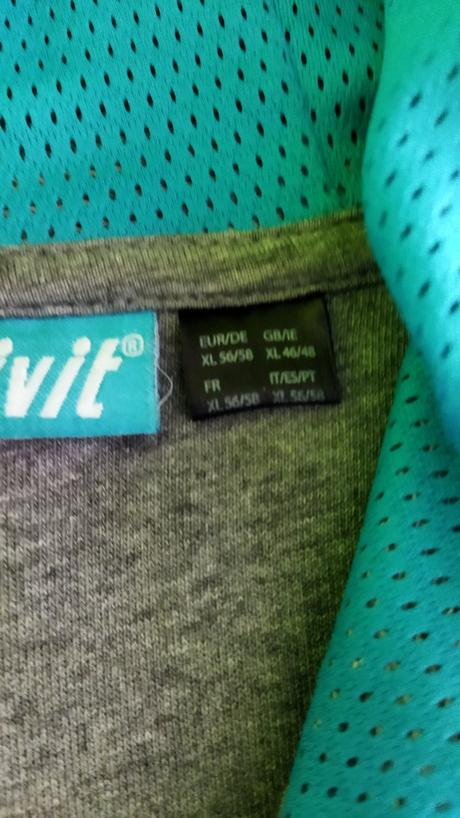 ivit®
EUR/DE GB/IE
XL 56/58 XL 46/48
FR IT/ES/PT
XL 56/58 XL 56/58